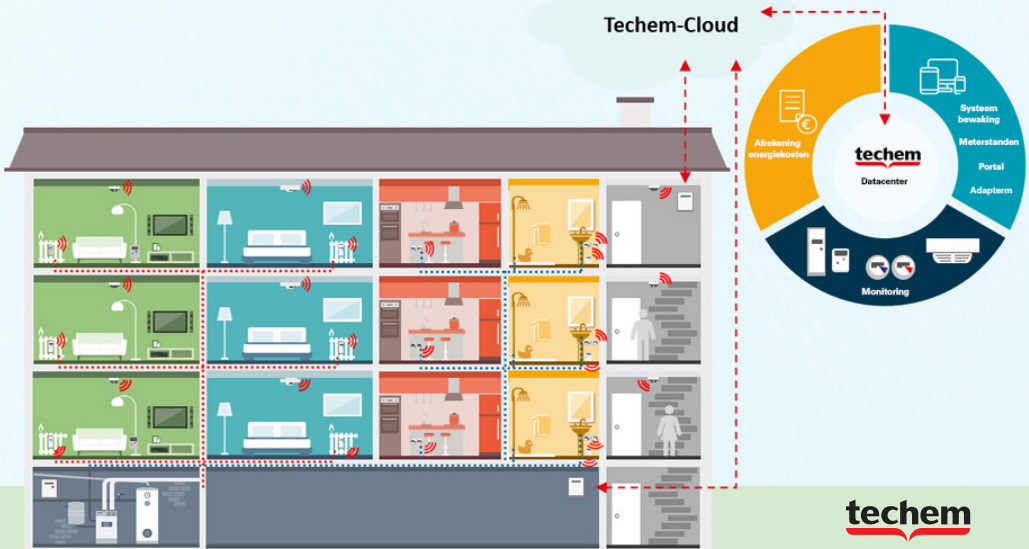 Techem-Cloud
Systeem
bewaking
Meterstanden
Portal
Adapterm
Afrekening
energiekosten
techem
Datacenter
Monitoring
techem